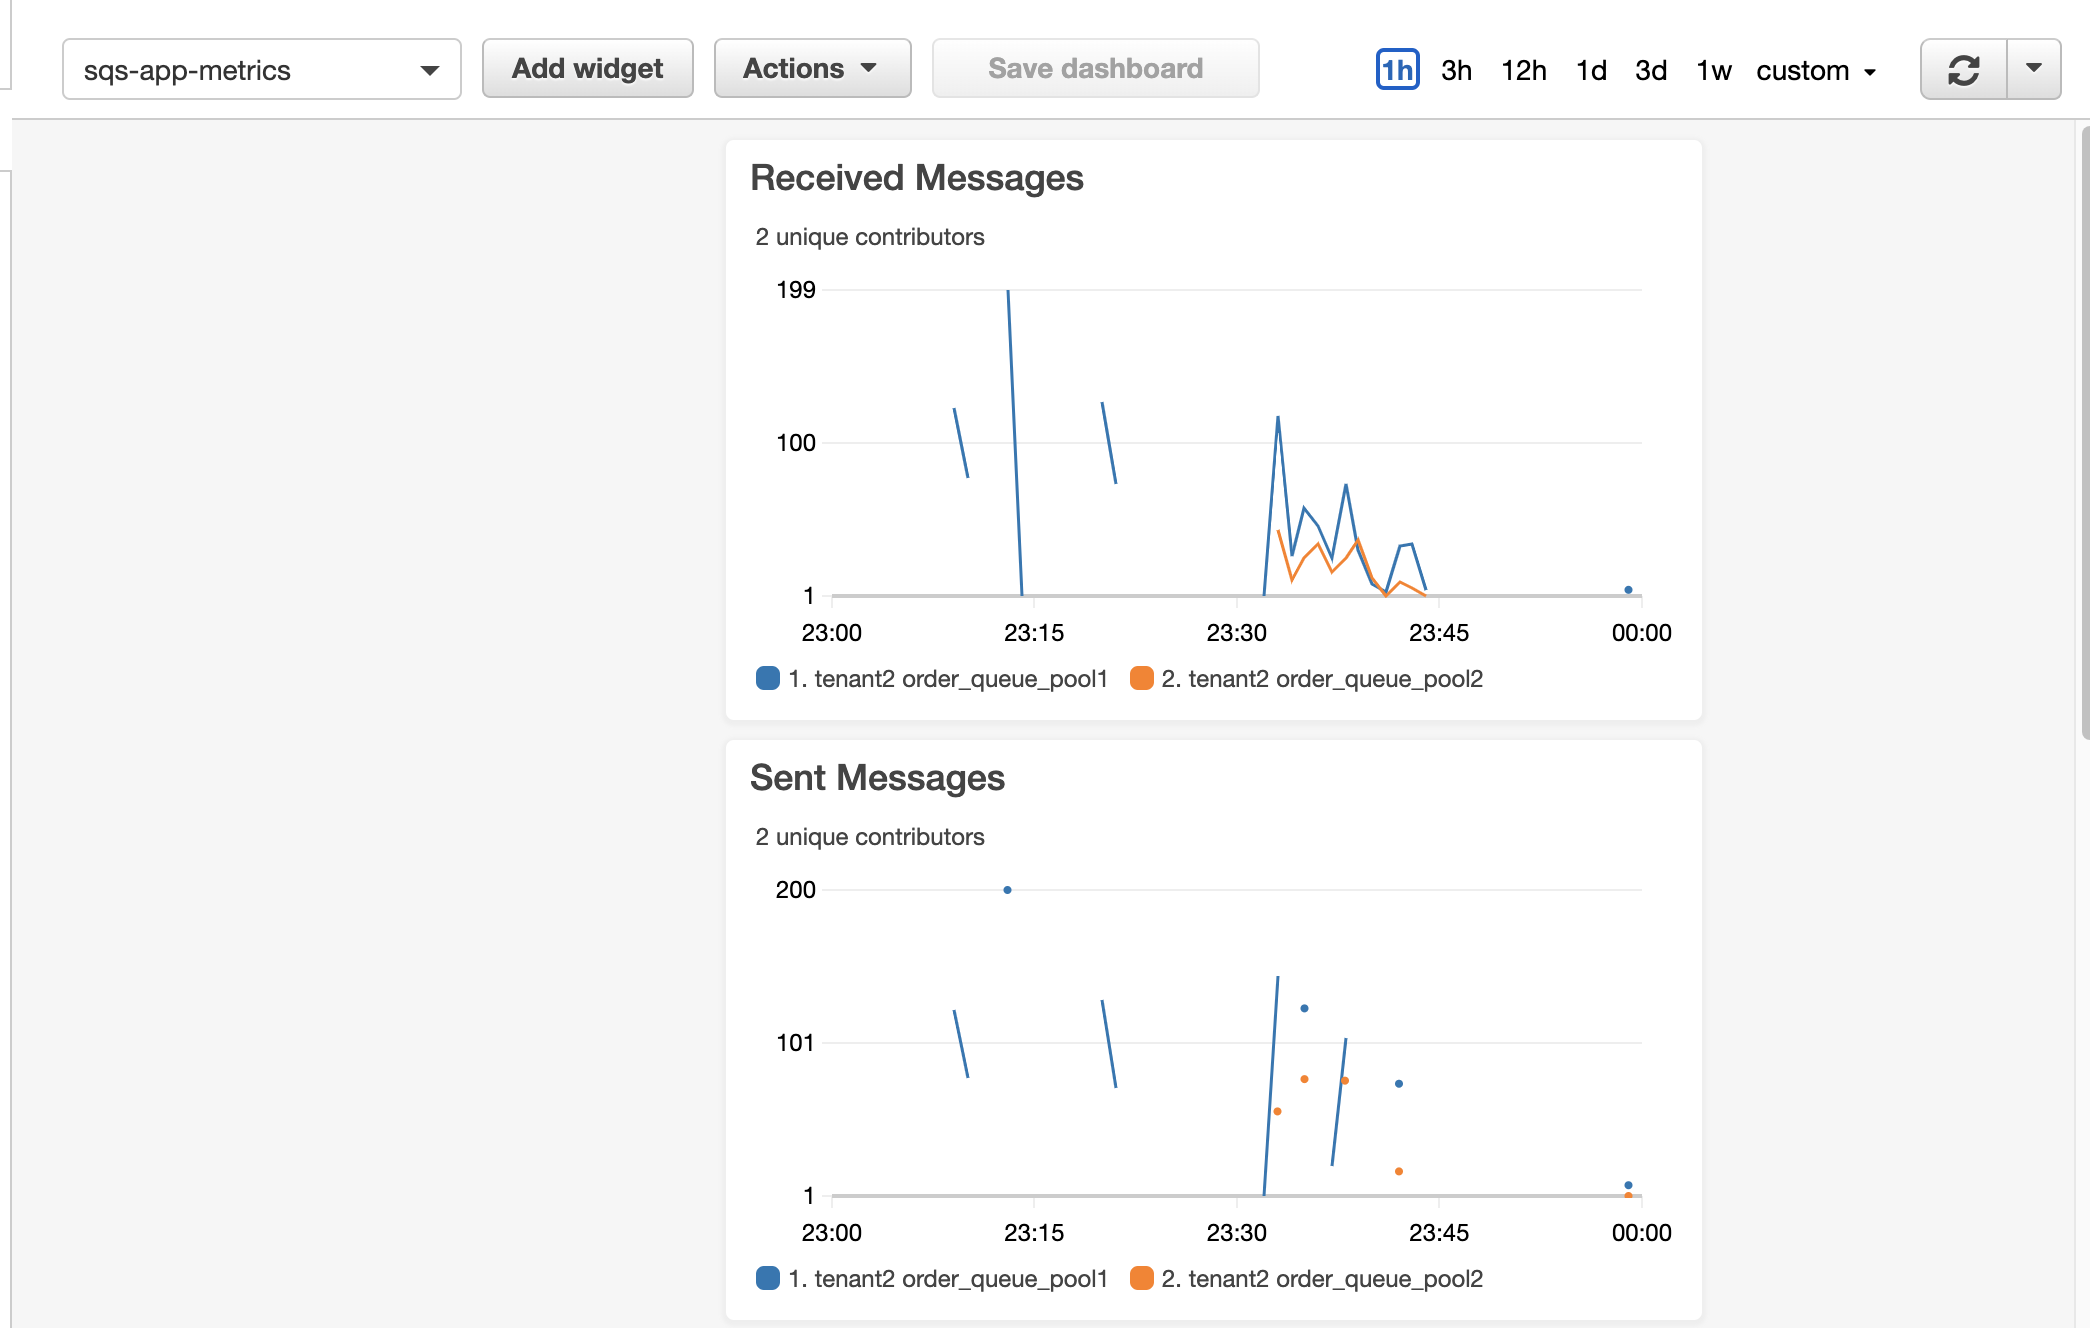 sqs-app-metrics Add widget Actions Save dashboard 1h 3h 12h 1d 3d 1w custom
Received Messages
2 unique contributors
199
100
1
23:00 23:15 23:30 23:45 00:00
1. tenant2 order_queue_pool1 2. tenant2 order_queue_pool2
Sent Messages
2 unique contributors
200
101
1
23:00 23:15 23:30 23:45 00:00
1. tenant2 order_queue_pool1 2. tenant2 order_queue_pool2